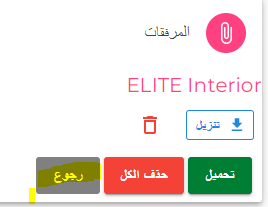 المرفقات
ELITE Interior
تنزيل
تحميل حذف الكل رجوع